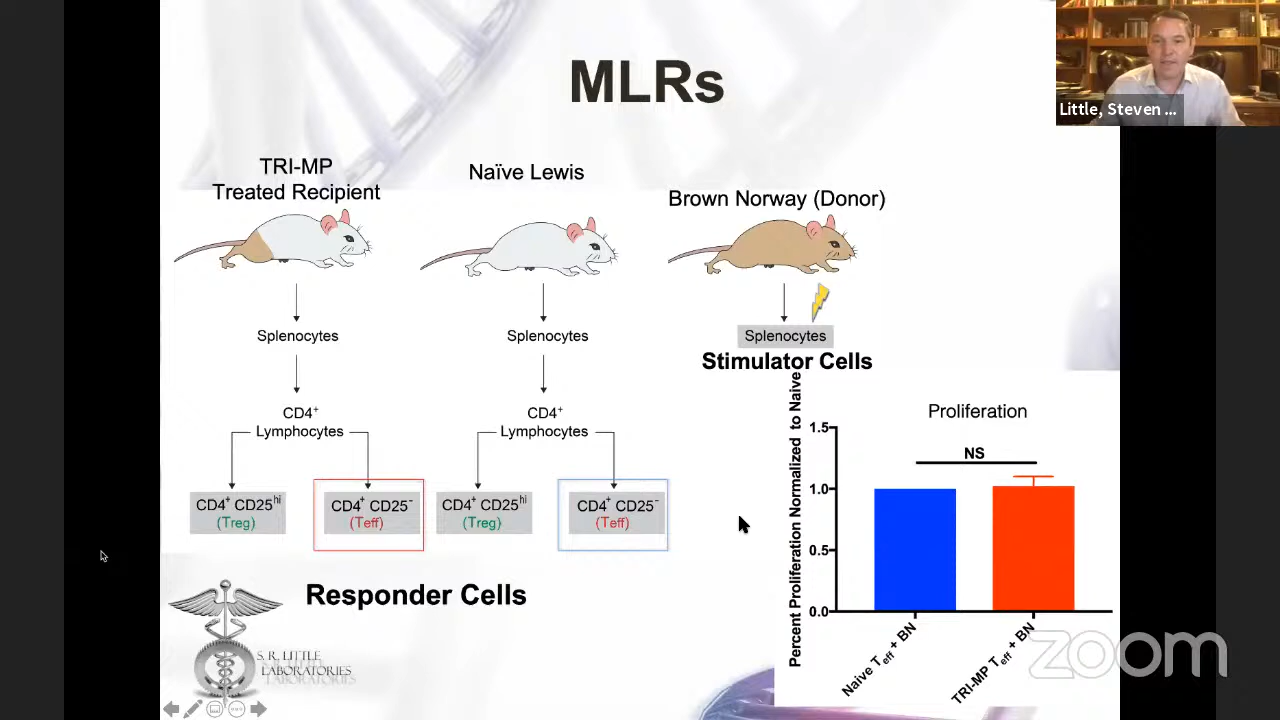 MLRs
Little, Steven ...
TRI-MP
Treated Recipient
Naïve Lewis
Brown Norway (Donor)
Splenocytes
Splenocytes
Splenocytes
Stimulator Cells
CD4⁺
Lymphocytes
CD4⁺
Lymphocytes
CD4⁺ CD25ʰⁱ
(Treg)
CD4⁺ CD25⁻
(Teff)
CD4⁺ CD25ʰⁱ
(Treg)
CD4⁺ CD25⁻
(Teff)
Responder Cells
Proliferation
Percent Proliferation Normalized to Naive
1.5
NS
1.0
0.5
0.0
Naive Teff + BN
TRI-MP Teff + BN
S. R. LITTLE
LABORATORIES
zoom